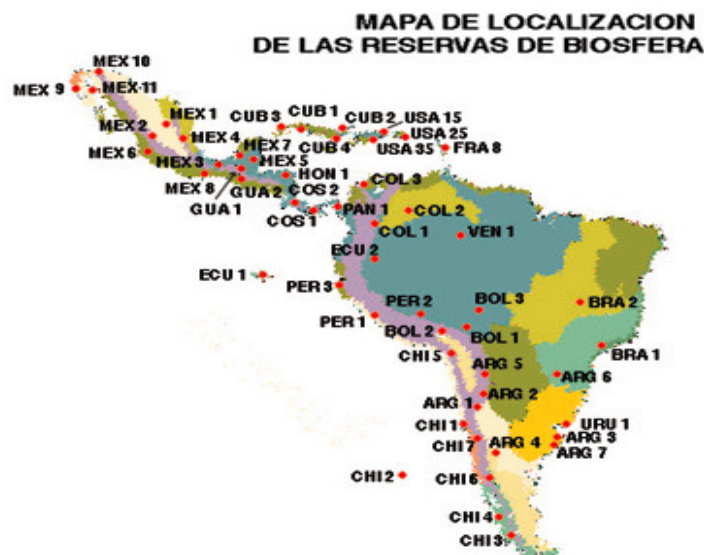 MAPA DE LOCALIZACION
DE LAS RESERVAS DE BIOSFERA
MEX 10
MEX 9
MEX 11
MEX 1
MEX 2
MEX 4
MEX 6
MEX 3
MEX 7
MEX 5
MEX 8
CUB 3
CUB 1
CUB 2
CUB 4
USA 15
USA 25
USA 35
FRA 8
HON 1
GUA 2
GUA 1
COS 2
COS 1
PAN 1
COL 3
COL 2
COL 1
VEN 1
ECU 2
ECU 1
PER 3
PER 2
PER 1
BOL 3
BOL 2
BOL 1
BRA 2
BRA 1
CHI 5
ARG 5
ARG 6
ARG 2
ARG 1
CHI 1
URU 1
ARG 3
ARG 7
CHI 7
ARG 4
CHI 2
CHI 6
CHI 4
CHI 3